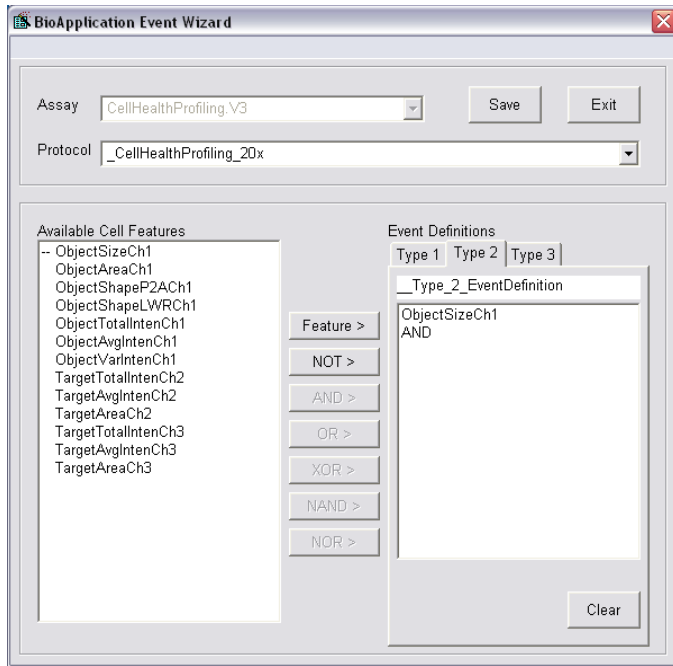 BioApplication Event Wizard
Assay CellHealthProfiling.V3 Save Exit
Protocol _CellHealthProfiling_20x
Available Cell Features
-- ObjectSizeCh1
ObjectAreaCh1
ObjectShapeP2ACh1
ObjectShapeLWRCh1
ObjectTotalIntenCh1
ObjectAvgIntenCh1
ObjectVarIntenCh1
TargetTotalIntenCh2
TargetAvgIntenCh2
TargetAreaCh2
TargetTotalIntenCh3
TargetAvgIntenCh3
TargetAreaCh3
Feature >
NOT >
AND >
OR >
XOR >
NAND >
NOR >
Event Definitions
Type 1 Type 2 Type 3
__Type_2_EventDefinition
ObjectSizeCh1
AND
Clear